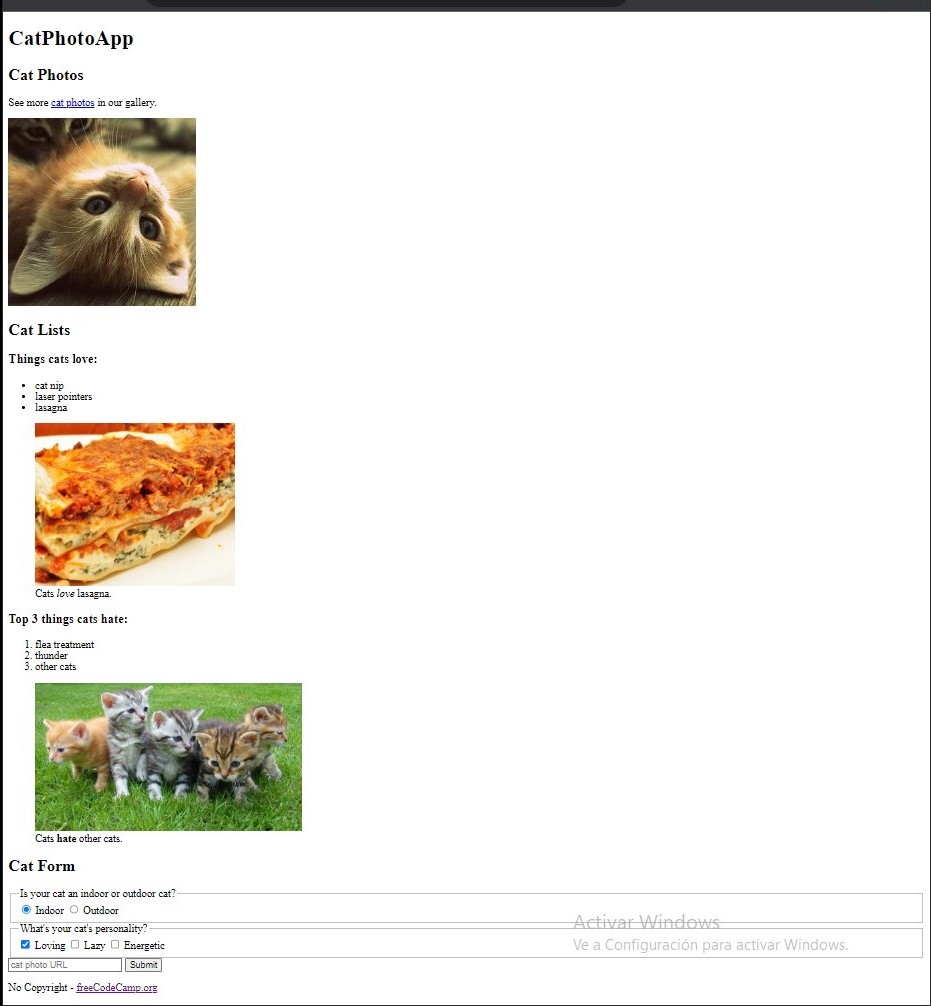 CatPhotoApp
Cat Photos
See more cat photos in our gallery.
Cat Lists
Things cats love:
cat nip
laser pointers
lasagna
Cats love lasagna.
Top 3 things cats hate:
1. flea treatment
2. thunder
3. other cats
Cats hate other cats.
Cat Form
Is your cat an indoor or outdoor cat?
Indoor Outdoor
What's your cat's personality?
Loving Lazy Energetic
cat photo URL Submit
No Copyright - freeCodeCamp.org
Activar Windows
Ve a Configuración para activar Windows.